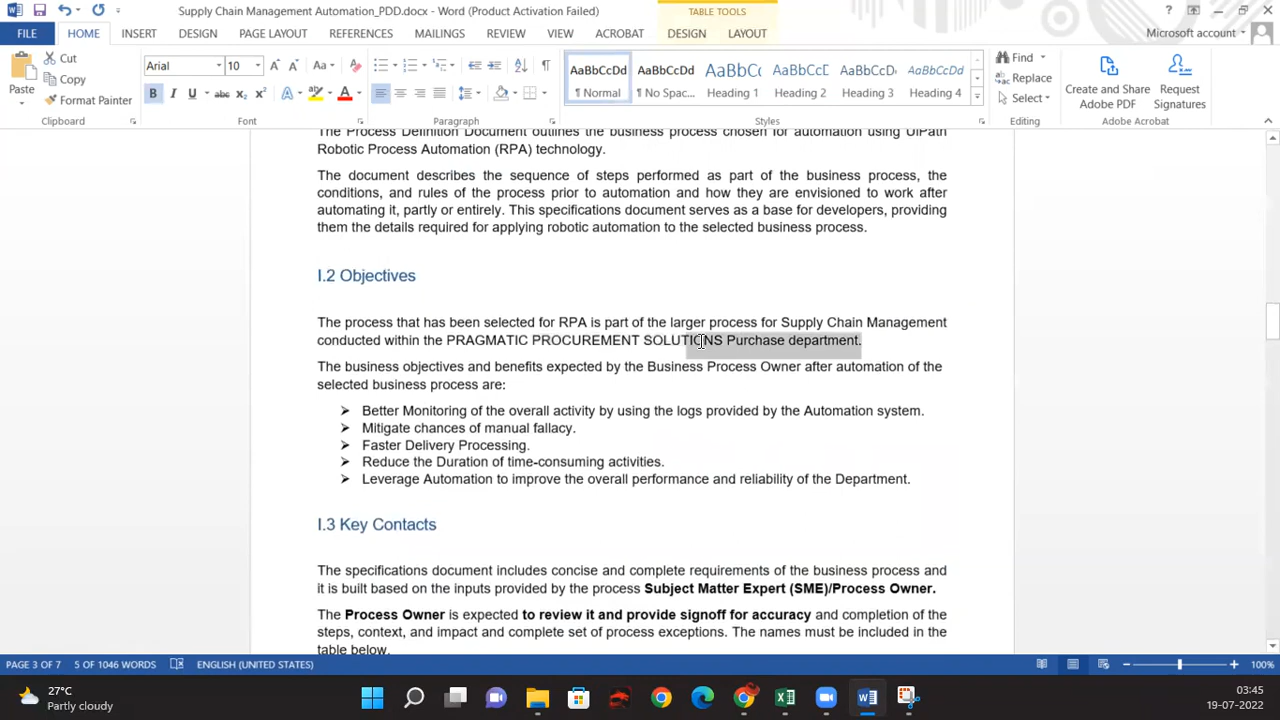 Supply Chain Management Automation_PDD.docx - Word (Product Activation Failed)
TABLE TOOLS
FILE HOME INSERT DESIGN PAGE LAYOUT REFERENCES MAILINGS REVIEW VIEW ACROBAT DESIGN LAYOUT
Microsoft account
Paste
Cut
Copy
Format Painter
Clipboard
Arial 10
Font
Paragraph
AaBbCcDd AaBbCcDd AaBbCc AaBbCcD AaBbCcDd AaBbCcDd
¶ Normal ¶ No Spac... Heading 1 Heading 2 Heading 3 Heading 4
Styles
Find
Replace
Select
Editing
Create and Share Adobe PDF
Request Signatures
Adobe Acrobat
The Process Definition Document outlines the business process chosen for automation using UiPath
Robotic Process Automation (RPA) technology.
The document describes the sequence of steps performed as part of the business process, the
conditions, and rules of the process prior to automation and how they are envisioned to work after
automating it, partly or entirely. This specifications document serves as a base for developers, providing
them the details required for applying robotic automation to the selected business process.
I.2 Objectives
The process that has been selected for RPA is part of the larger process for Supply Chain Management
conducted within the PRAGMATIC PROCUREMENT SOLUTIONS Purchase department.
The business objectives and benefits expected by the Business Process Owner after automation of the
selected business process are:
Better Monitoring of the overall activity by using the logs provided by the Automation system.
Mitigate chances of manual fallacy.
Faster Delivery Processing.
Reduce the Duration of time-consuming activities.
Leverage Automation to improve the overall performance and reliability of the Department.
I.3 Key Contacts
The specifications document includes concise and complete requirements of the business process and
it is built based on the inputs provided by the process Subject Matter Expert (SME)/Process Owner.
The Process Owner is expected to review it and provide signoff for accuracy and completion of the
steps, context, and impact and complete set of process exceptions. The names must be included in the
table below.
PAGE 3 OF 7 5 OF 1046 WORDS ENGLISH (UNITED STATES) 100%
27°C
Partly cloudy
03:45
19-07-2022